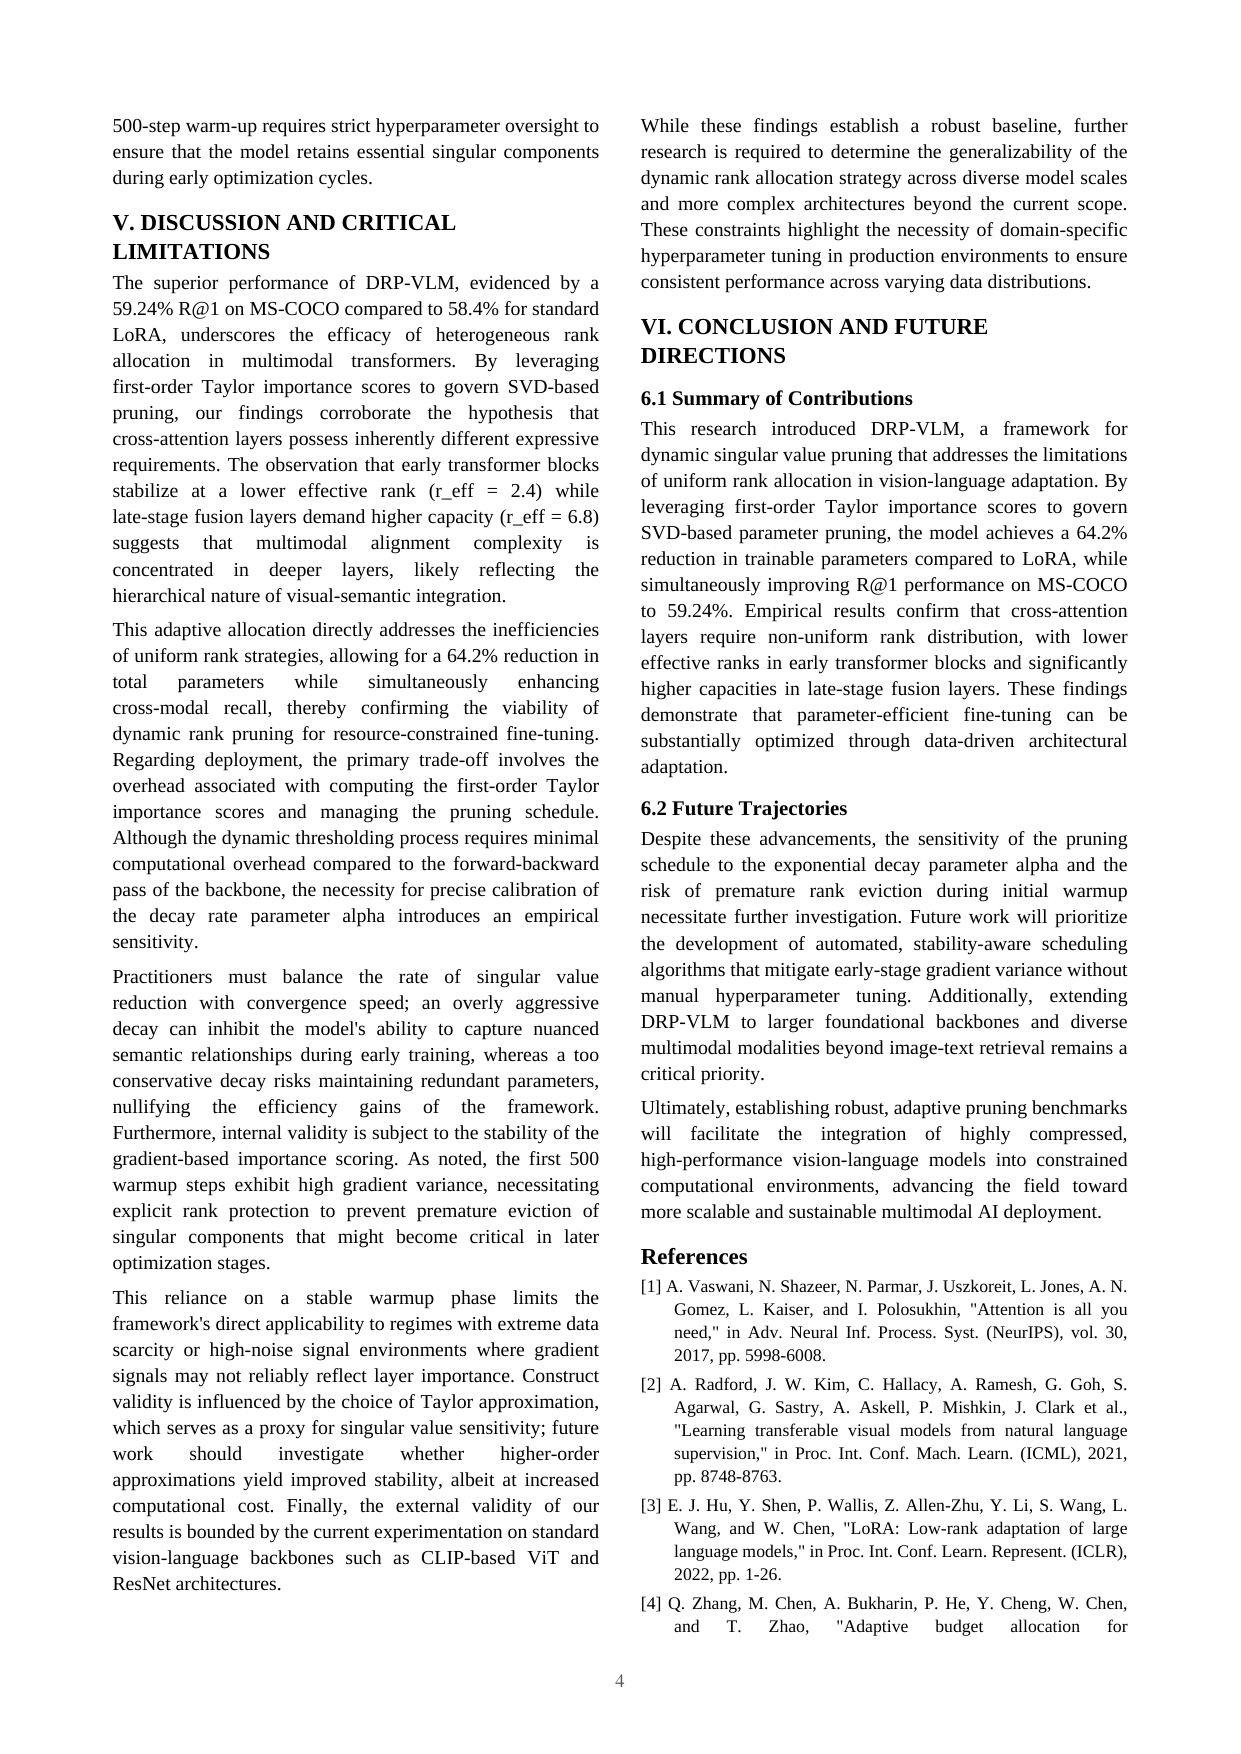 500-step warm-up requires strict hyperparameter oversight to
ensure that the model retains essential singular components
during early optimization cycles.
V. DISCUSSION AND CRITICAL
LIMITATIONS
The superior performance of DRP-VLM, evidenced by a
59.24% R@1 on MS-COCO compared to 58.4% for standard
LoRA, underscores the efficacy of heterogeneous rank
allocation in multimodal transformers. By leveraging
first-order Taylor importance scores to govern SVD-based
pruning, our findings corroborate the hypothesis that
cross-attention layers possess inherently different expressive
requirements. The observation that early transformer blocks
stabilize at a lower effective rank (r_eff = 2.4) while
late-stage fusion layers demand higher capacity (r_eff = 6.8)
suggests that multimodal alignment complexity is
concentrated in deeper layers, likely reflecting the
hierarchical nature of visual-semantic integration.
This adaptive allocation directly addresses the inefficiencies
of uniform rank strategies, allowing for a 64.2% reduction in
total parameters while simultaneously enhancing
cross-modal recall, thereby confirming the viability of
dynamic rank pruning for resource-constrained fine-tuning.
Regarding deployment, the primary trade-off involves the
overhead associated with computing the first-order Taylor
importance scores and managing the pruning schedule.
Although the dynamic thresholding process requires minimal
computational overhead compared to the forward-backward
pass of the backbone, the necessity for precise calibration of
the decay rate parameter alpha introduces an empirical
sensitivity.
Practitioners must balance the rate of singular value
reduction with convergence speed; an overly aggressive
decay can inhibit the model's ability to capture nuanced
semantic relationships during early training, whereas a too
conservative decay risks maintaining redundant parameters,
nullifying the efficiency gains of the framework.
Furthermore, internal validity is subject to the stability of the
gradient-based importance scoring. As noted, the first 500
warmup steps exhibit high gradient variance, necessitating
explicit rank protection to prevent premature eviction of
singular components that might become critical in later
optimization stages.
This reliance on a stable warmup phase limits the
framework's direct applicability to regimes with extreme data
scarcity or high-noise signal environments where gradient
signals may not reliably reflect layer importance. Construct
validity is influenced by the choice of Taylor approximation,
which serves as a proxy for singular value sensitivity; future
work should investigate whether higher-order
approximations yield improved stability, albeit at increased
computational cost. Finally, the external validity of our
results is bounded by the current experimentation on standard
vision-language backbones such as CLIP-based ViT and
ResNet architectures.
While these findings establish a robust baseline, further
research is required to determine the generalizability of the
dynamic rank allocation strategy across diverse model scales
and more complex architectures beyond the current scope.
These constraints highlight the necessity of domain-specific
hyperparameter tuning in production environments to ensure
consistent performance across varying data distributions.
VI. CONCLUSION AND FUTURE
DIRECTIONS
6.1 Summary of Contributions
This research introduced DRP-VLM, a framework for
dynamic singular value pruning that addresses the limitations
of uniform rank allocation in vision-language adaptation. By
leveraging first-order Taylor importance scores to govern
SVD-based parameter pruning, the model achieves a 64.2%
reduction in trainable parameters compared to LoRA, while
simultaneously improving R@1 performance on MS-COCO
to 59.24%. Empirical results confirm that cross-attention
layers require non-uniform rank distribution, with lower
effective ranks in early transformer blocks and significantly
higher capacities in late-stage fusion layers. These findings
demonstrate that parameter-efficient fine-tuning can be
substantially optimized through data-driven architectural
adaptation.
6.2 Future Trajectories
Despite these advancements, the sensitivity of the pruning
schedule to the exponential decay parameter alpha and the
risk of premature rank eviction during initial warmup
necessitate further investigation. Future work will prioritize
the development of automated, stability-aware scheduling
algorithms that mitigate early-stage gradient variance without
manual hyperparameter tuning. Additionally, extending
DRP-VLM to larger foundational backbones and diverse
multimodal modalities beyond image-text retrieval remains a
critical priority.
Ultimately, establishing robust, adaptive pruning benchmarks
will facilitate the integration of highly compressed,
high-performance vision-language models into constrained
computational environments, advancing the field toward
more scalable and sustainable multimodal AI deployment.
References
[1] A. Vaswani, N. Shazeer, N. Parmar, J. Uszkoreit, L. Jones, A. N.
Gomez, L. Kaiser, and I. Polosukhin, "Attention is all you
need," in Adv. Neural Inf. Process. Syst. (NeurIPS), vol. 30,
2017, pp. 5998-6008.
[2] A. Radford, J. W. Kim, C. Hallacy, A. Ramesh, G. Goh, S.
Agarwal, G. Sastry, A. Askell, P. Mishkin, J. Clark et al.,
"Learning transferable visual models from natural language
supervision," in Proc. Int. Conf. Mach. Learn. (ICML), 2021,
pp. 8748-8763.
[3] E. J. Hu, Y. Shen, P. Wallis, Z. Allen-Zhu, Y. Li, S. Wang, L.
Wang, and W. Chen, "LoRA: Low-rank adaptation of large
language models," in Proc. Int. Conf. Learn. Represent. (ICLR),
2022, pp. 1-26.
[4] Q. Zhang, M. Chen, A. Bukharin, P. He, Y. Cheng, W. Chen,
and T. Zhao, "Adaptive budget allocation for
4